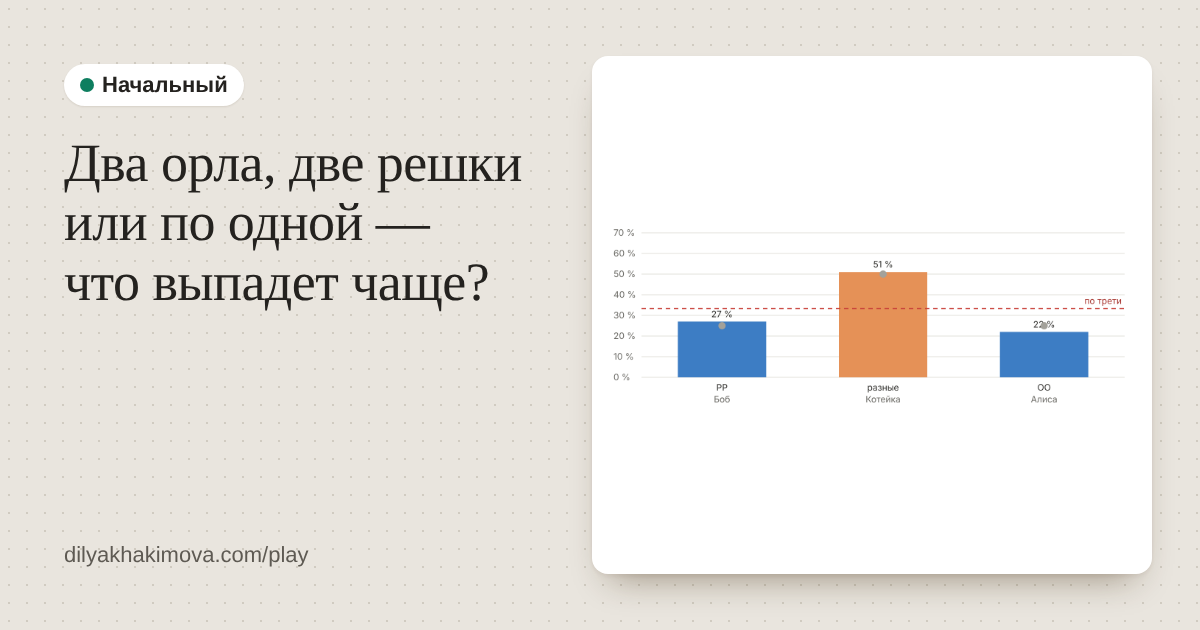 Начальный
Два орла, две решки
или по одной —
что выпадет чаще?
dilyakhakimova.com/play
70 %
60 %
50 %
40 %
30 %
20 %
10 %
0 %
51 %
по трети
27 %
22 %
РР
разные
ОО
Боб
Котейка
Алиса